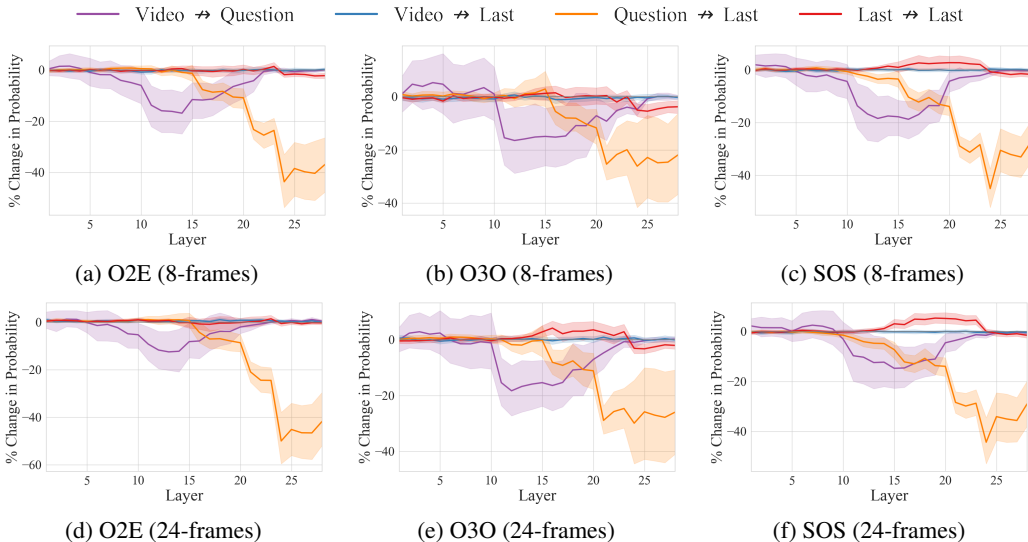 Video ↛ Question Video ↛ Last Question ↛ Last Last ↛ Last
% Change in Probability
0
−20
−40
5 10 15 20 25
Layer
(a) O2E (8-frames)
% Change in Probability
0
−20
−40
5 10 15 20 25
Layer
(b) O3O (8-frames)
% Change in Probability
0
−20
−40
5 10 15 20 25
Layer
(c) SOS (8-frames)
% Change in Probability
0
−20
−40
−60
5 10 15 20 25
Layer
(d) O2E (24-frames)
% Change in Probability
0
−20
−40
5 10 15 20 25
Layer
(e) O3O (24-frames)
% Change in Probability
0
−20
−40
5 10 15 20 25
Layer
(f) SOS (24-frames)